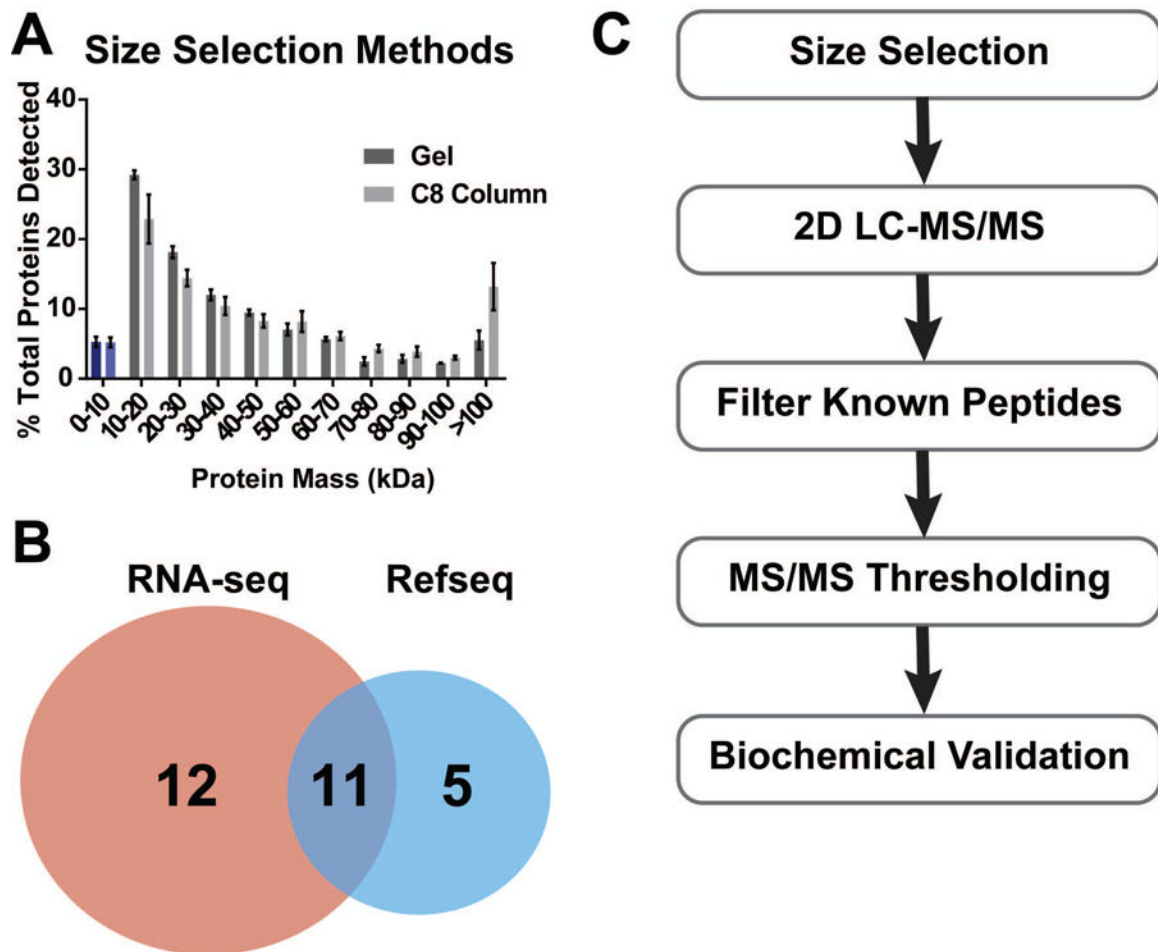 A
Size Selection Methods
% Total Proteins Detected
40
30
20
10
0
Gel
C8 Column
0-10
10-20
20-30
30-40
40-50
50-60
60-70
70-80
80-90
90-100
>100
Protein Mass (kDa)
B
RNA-seq
Refseq
12
11
5
C
Size Selection
2D LC-MS/MS
Filter Known Peptides
MS/MS Thresholding
Biochemical Validation